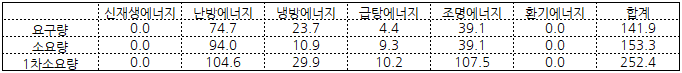 신재생에너지 난방에너지 냉방에너지 급탕에너지 조명에너지 환기에너지 합계
요구량 0.0 74.7 23.7 4.4 39.1 0.0 141.9
소요량 0.0 94.0 10.9 9.3 39.1 0.0 153.3
1차소요량 0.0 104.6 29.9 10.2 107.5 0.0 252.4